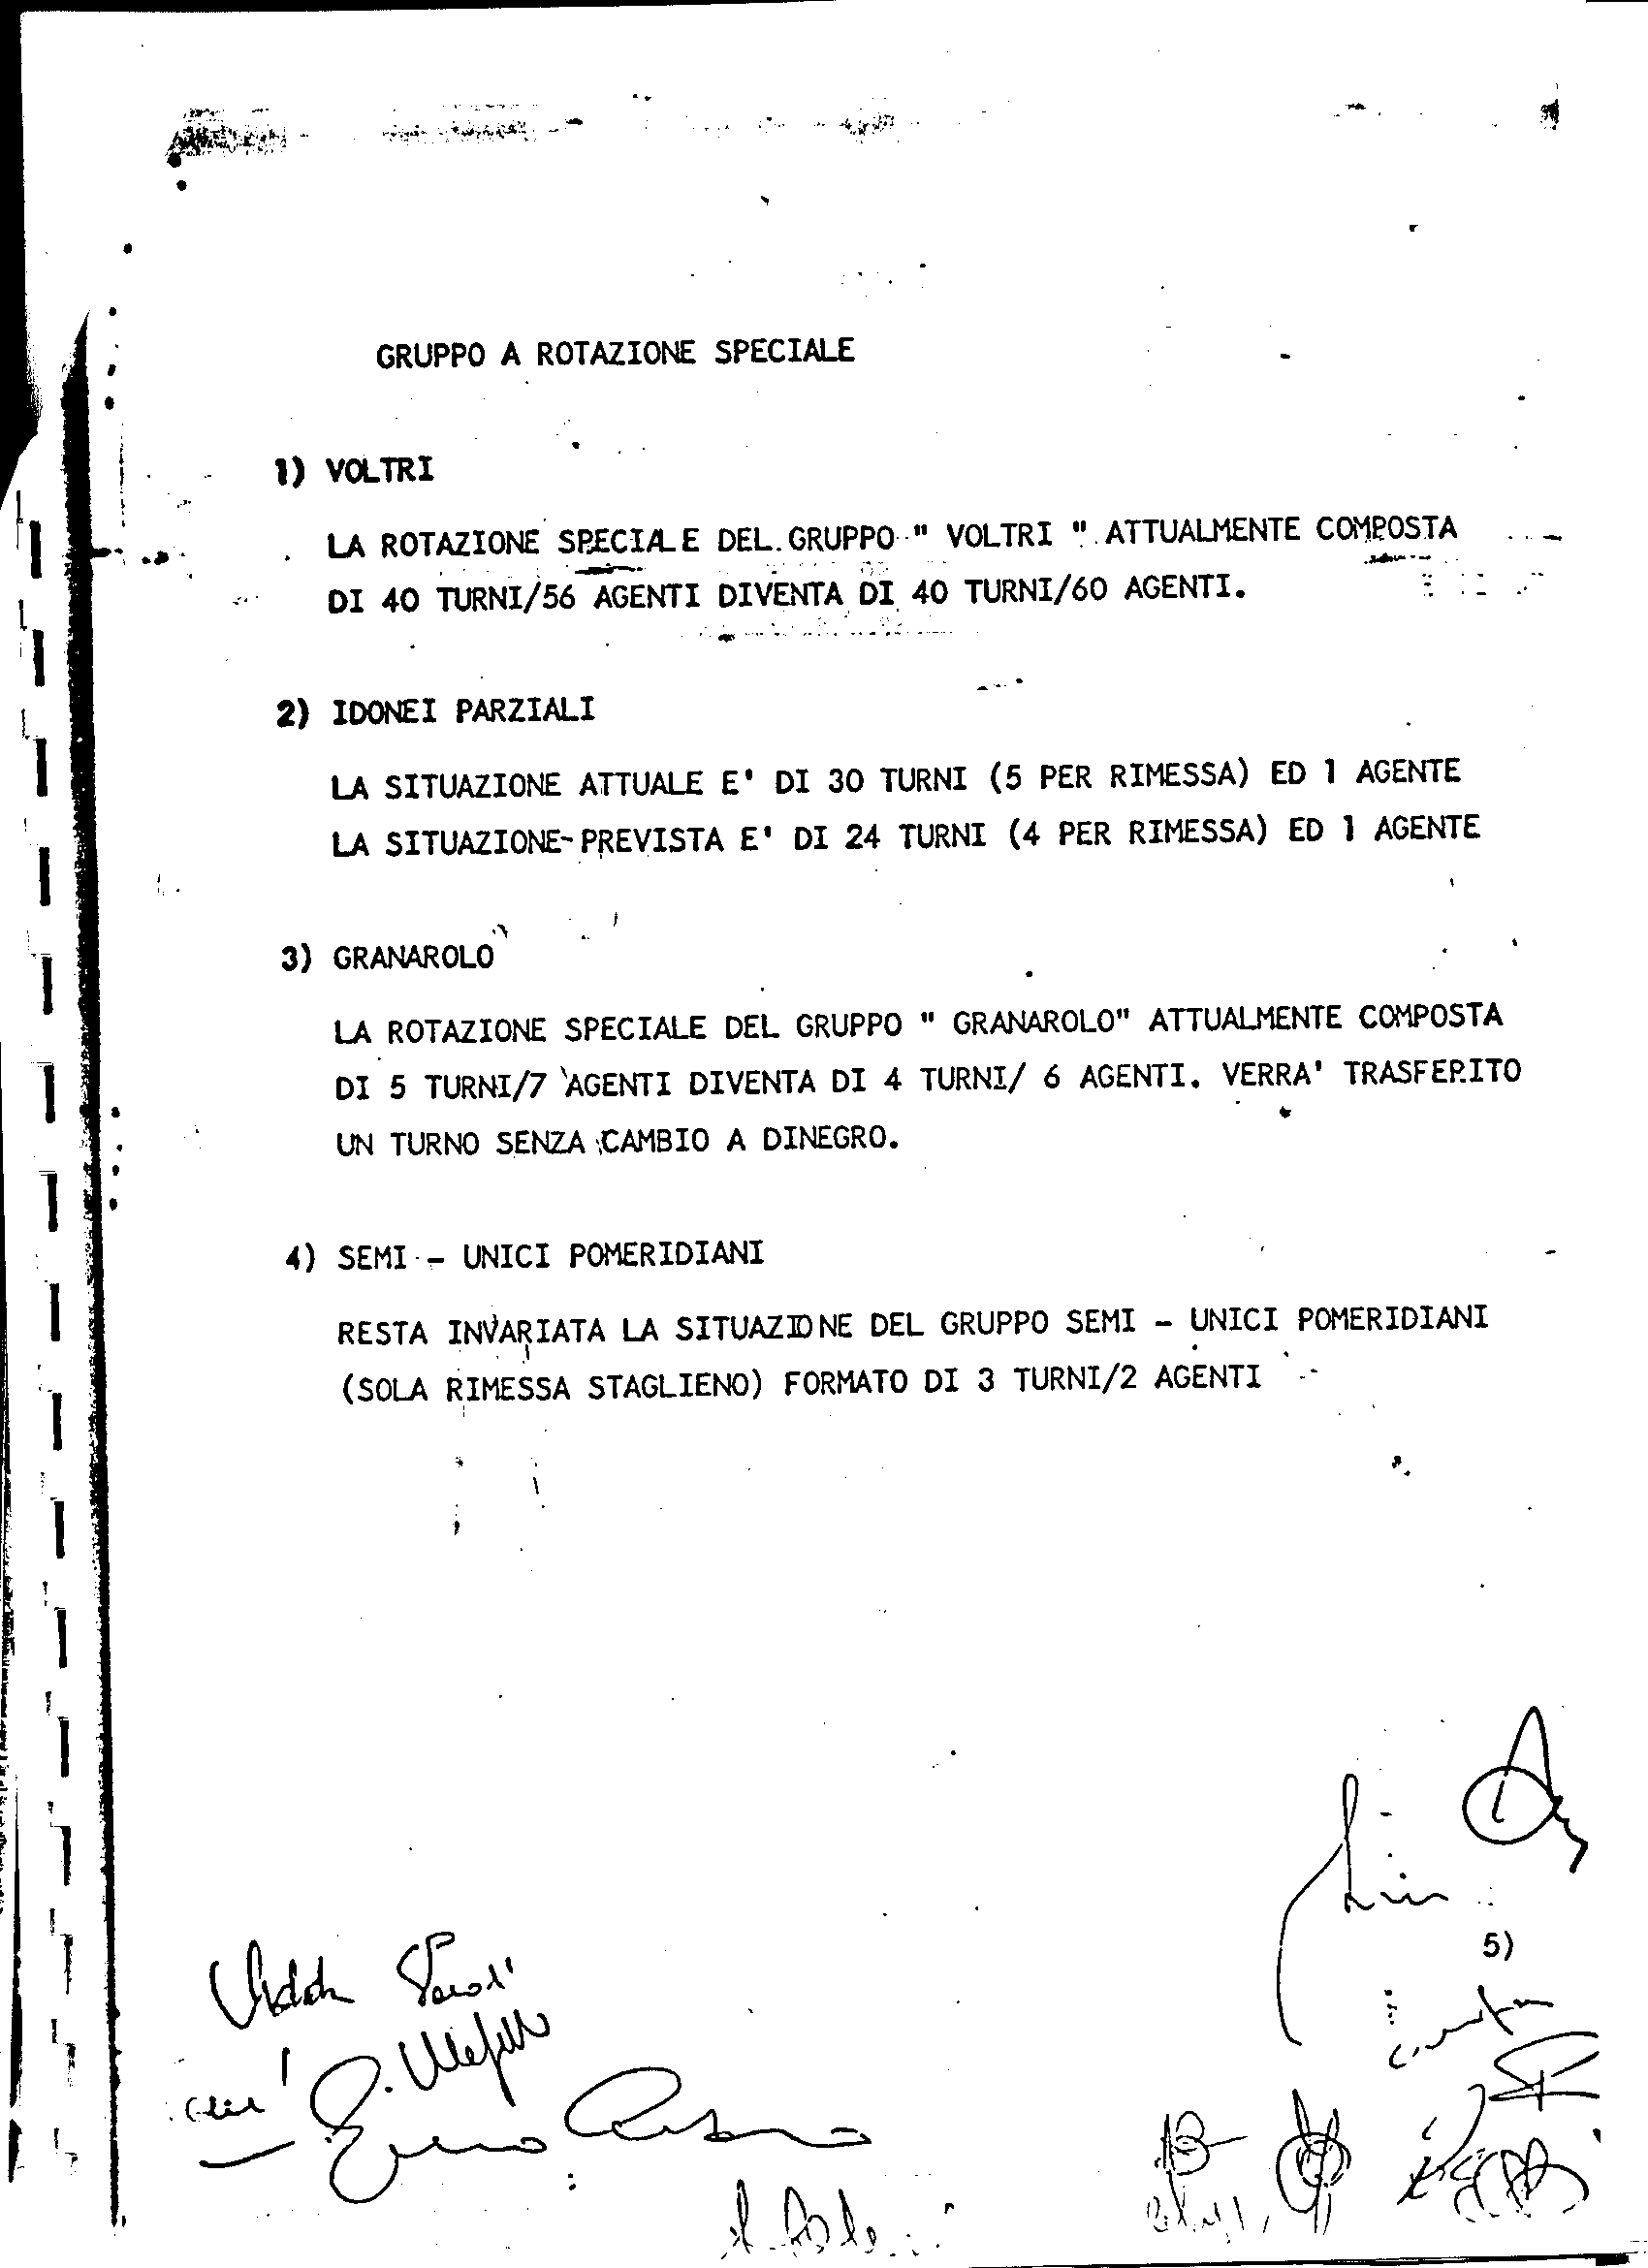 GRUPPO A ROTAZIONE SPECIALE
1) VOLTRI
LA ROTAZIONE SPECIALE DEL GRUPPO " VOLTRI " ATTUALMENTE COMPOSTA
DI 40 TURNI/56 AGENTI DIVENTA DI 40 TURNI/60 AGENTI.
2) IDONEI PARZIALI
LA SITUAZIONE ATTUALE E' DI 30 TURNI (5 PER RIMESSA) ED 1 AGENTE
LA SITUAZIONE PREVISTA E' DI 24 TURNI (4 PER RIMESSA) ED 1 AGENTE
3) GRANAROLO
LA ROTAZIONE SPECIALE DEL GRUPPO " GRANAROLO" ATTUALMENTE COMPOSTA
DI 5 TURNI/7 AGENTI DIVENTA DI 4 TURNI/ 6 AGENTI. VERRA' TRASFERITO
UN TURNO SENZA CAMBIO A DINEGRO.
4) SEMI - UNICI POMERIDIANI
RESTA INVARIATA LA SITUAZIONE DEL GRUPPO SEMI - UNICI POMERIDIANI
(SOLA RIMESSA STAGLIENO) FORMATO DI 3 TURNI/2 AGENTI
5)